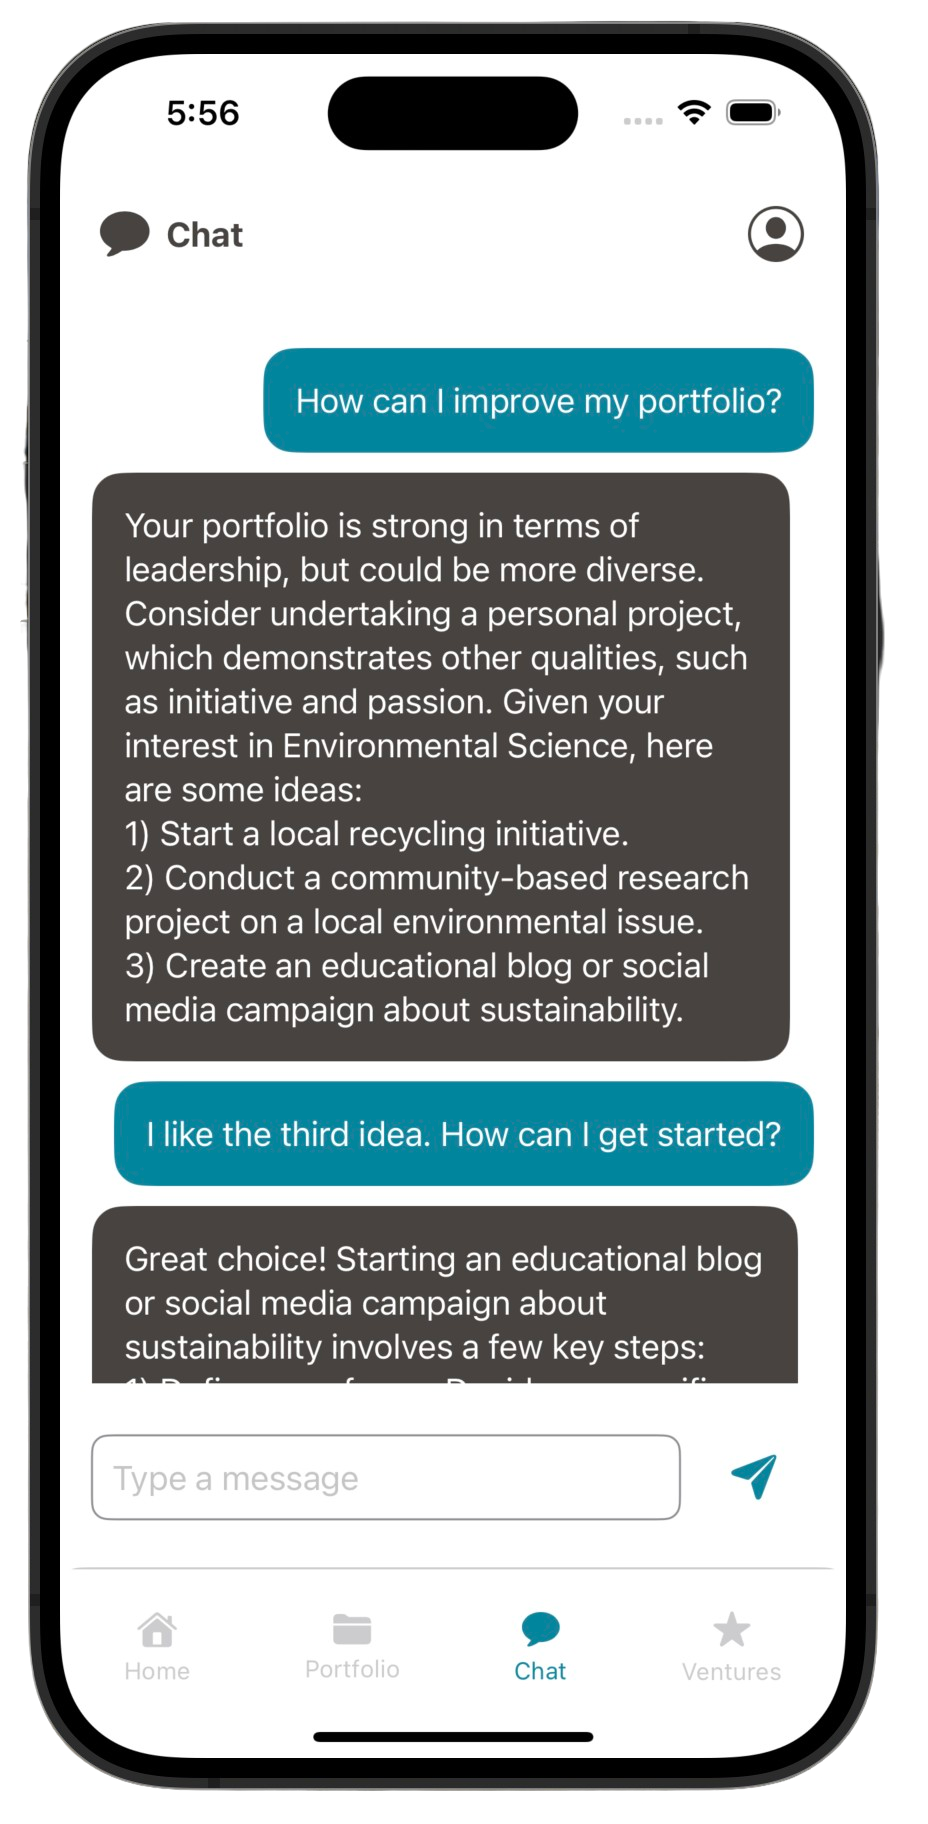 5:56
Chat
How can I improve my portfolio?
Your portfolio is strong in terms of
leadership, but could be more diverse.
Consider undertaking a personal project,
which demonstrates other qualities, such
as initiative and passion. Given your
interest in Environmental Science, here
are some ideas:
1) Start a local recycling initiative.
2) Conduct a community-based research
project on a local environmental issue.
3) Create an educational blog or social
media campaign about sustainability.
I like the third idea. How can I get started?
Great choice! Starting an educational blog
or social media campaign about
sustainability involves a few key steps:
Type a message
Home
Portfolio
Chat
Ventures